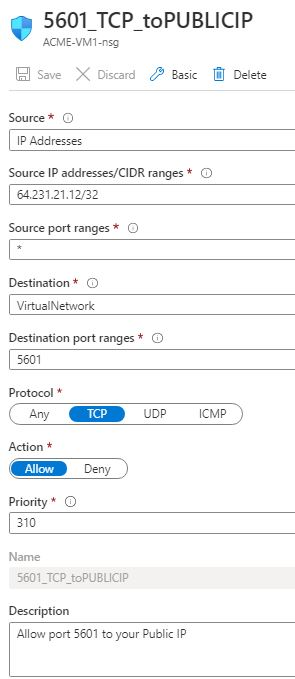 5601_TCP_toPUBLICIP
ACME-VM1-nsg
Save Discard Basic Delete
Source *
IP Addresses
Source IP addresses/CIDR ranges *
64.231.21.12/32
Source port ranges *
*
Destination *
VirtualNetwork
Destination port ranges *
5601
Protocol *
Any TCP UDP ICMP
Action *
Allow Deny
Priority *
310
Name
5601_TCP_toPUBLICIP
Description
Allow port 5601 to your Public IP